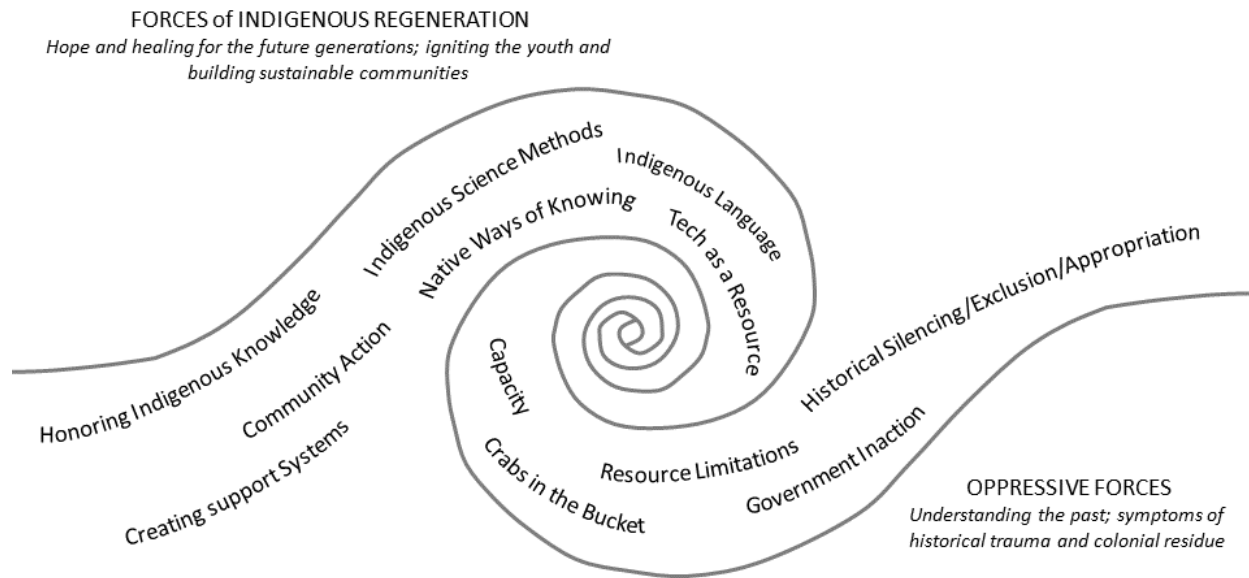 FORCES of INDIGENOUS REGENERATION
Hope and healing for the future generations; igniting the youth and
building sustainable communities
Indigenous Science Methods
Indigenous Language
Native Ways of Knowing
Tech as a Resource
Honoring Indigenous Knowledge
Community Action
Creating support Systems
Historical Silencing/Exclusion/Appropriation
Capacity
Crabs in the Bucket
Resource Limitations
Government Inaction
OPPRESSIVE FORCES
Understanding the past; symptoms of
historical trauma and colonial residue